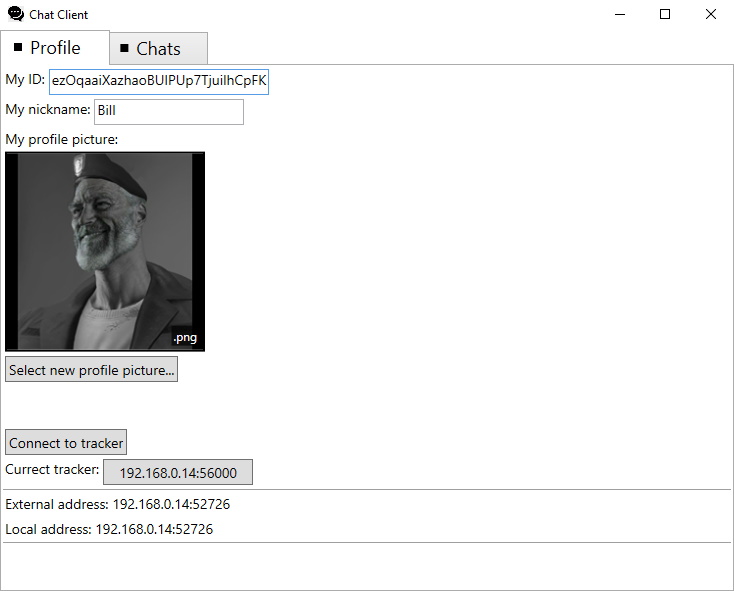 Chat Client
Profile
Chats
My ID: ezOqaaiXazhaoBUIPUp7TjuiIhCpFK
My nickname: Bill
My profile picture:
.png
Select new profile picture...
Connect to tracker
Currect tracker: 192.168.0.14:56000
External address: 192.168.0.14:52726
Local address: 192.168.0.14:52726